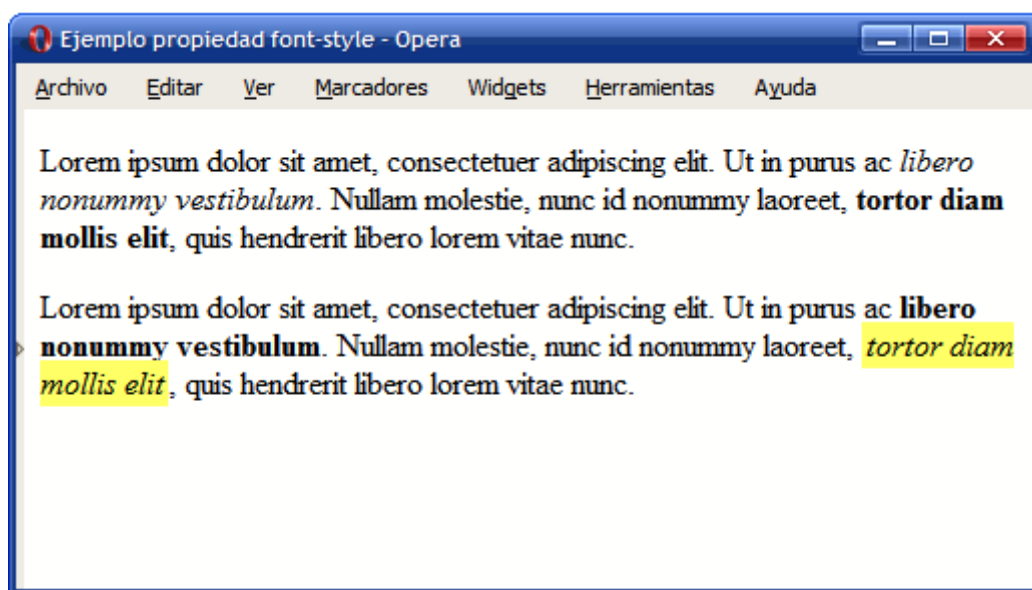 Ejemplo propiedad font-style - Opera
Archivo Editar Ver Marcadores Widgets Herramientas Ayuda
Lorem ipsum dolor sit amet, consectetuer adipiscing elit. Ut in purus ac libero
nonummy vestibulum. Nullam molestie, nunc id nonummy laoreet, tortor diam
mollis elit, quis hendrerit libero lorem vitae nunc.
Lorem ipsum dolor sit amet, consectetuer adipiscing elit. Ut in purus ac libero
nonummy vestibulum. Nullam molestie, nunc id nonummy laoreet, tortor diam
mollis elit, quis hendrerit libero lorem vitae nunc.